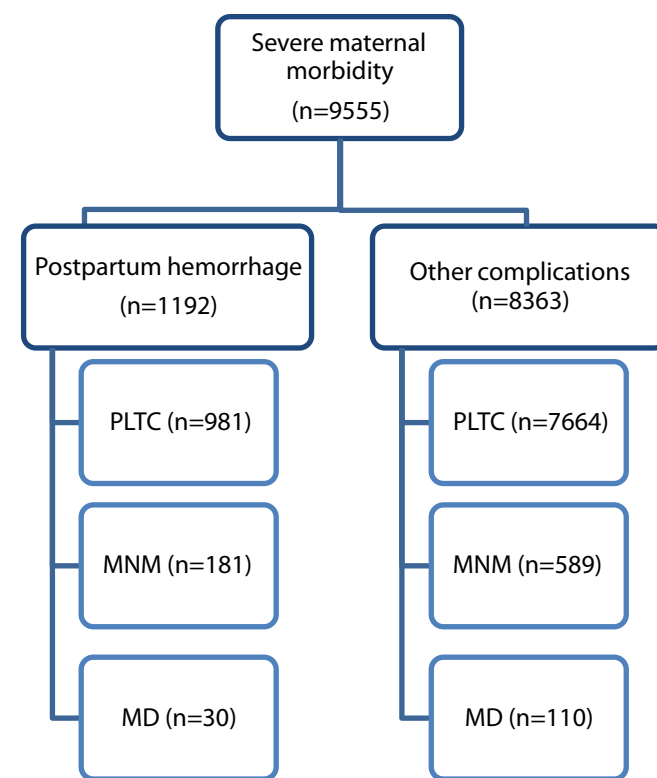 Severe maternal
morbidity
(n=9555)
Postpartum hemorrhage
(n=1192)
Other complications
(n=8363)
PLTC (n=981)
PLTC (n=7664)
MNM (n=181)
MNM (n=589)
MD (n=30)
MD (n=110)